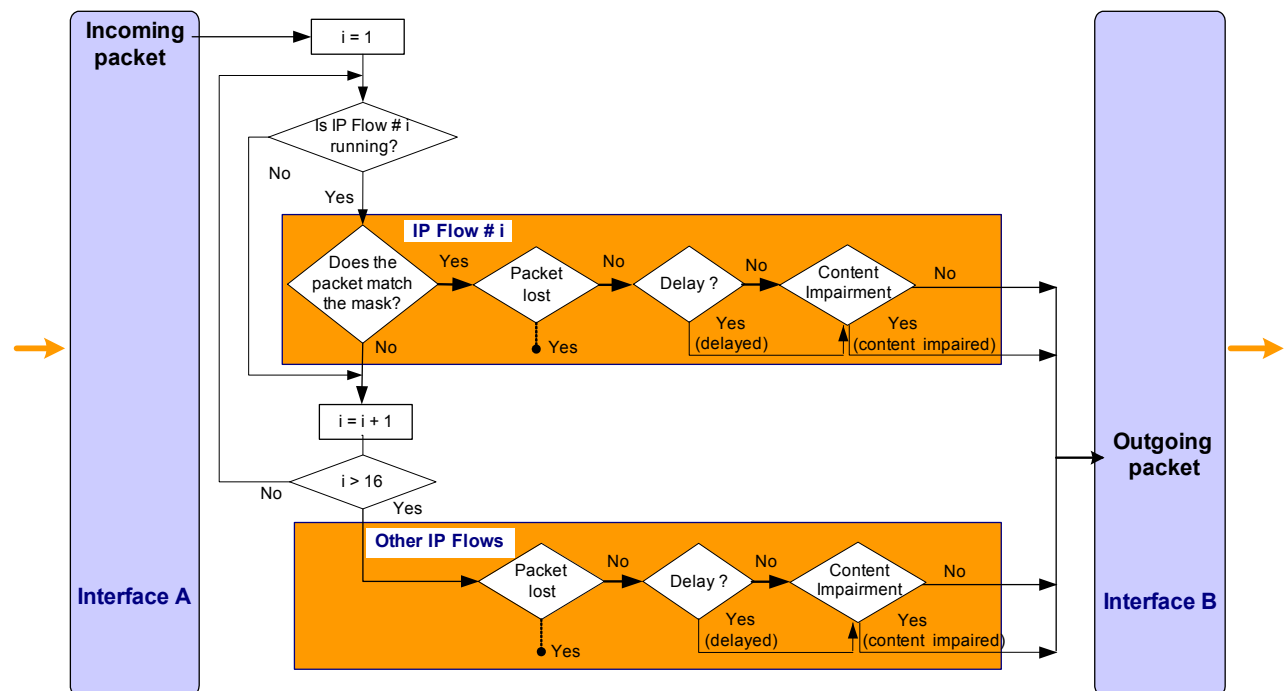 Incoming
packet
i = 1
Is IP Flow # i
running?
No
Yes
IP Flow # i
Does the
packet match
the mask?
Yes
Packet
lost
No
Delay ?
No
Content
Impairment
No
Yes
Yes
(delayed)
Yes
(content impaired)
No
i = i + 1
i > 16
No
Yes
Other IP Flows
Packet
lost
No
Delay ?
No
Content
Impairment
No
Yes
Yes
(delayed)
Yes
(content impaired)
Interface A
Outgoing
packet
Interface B